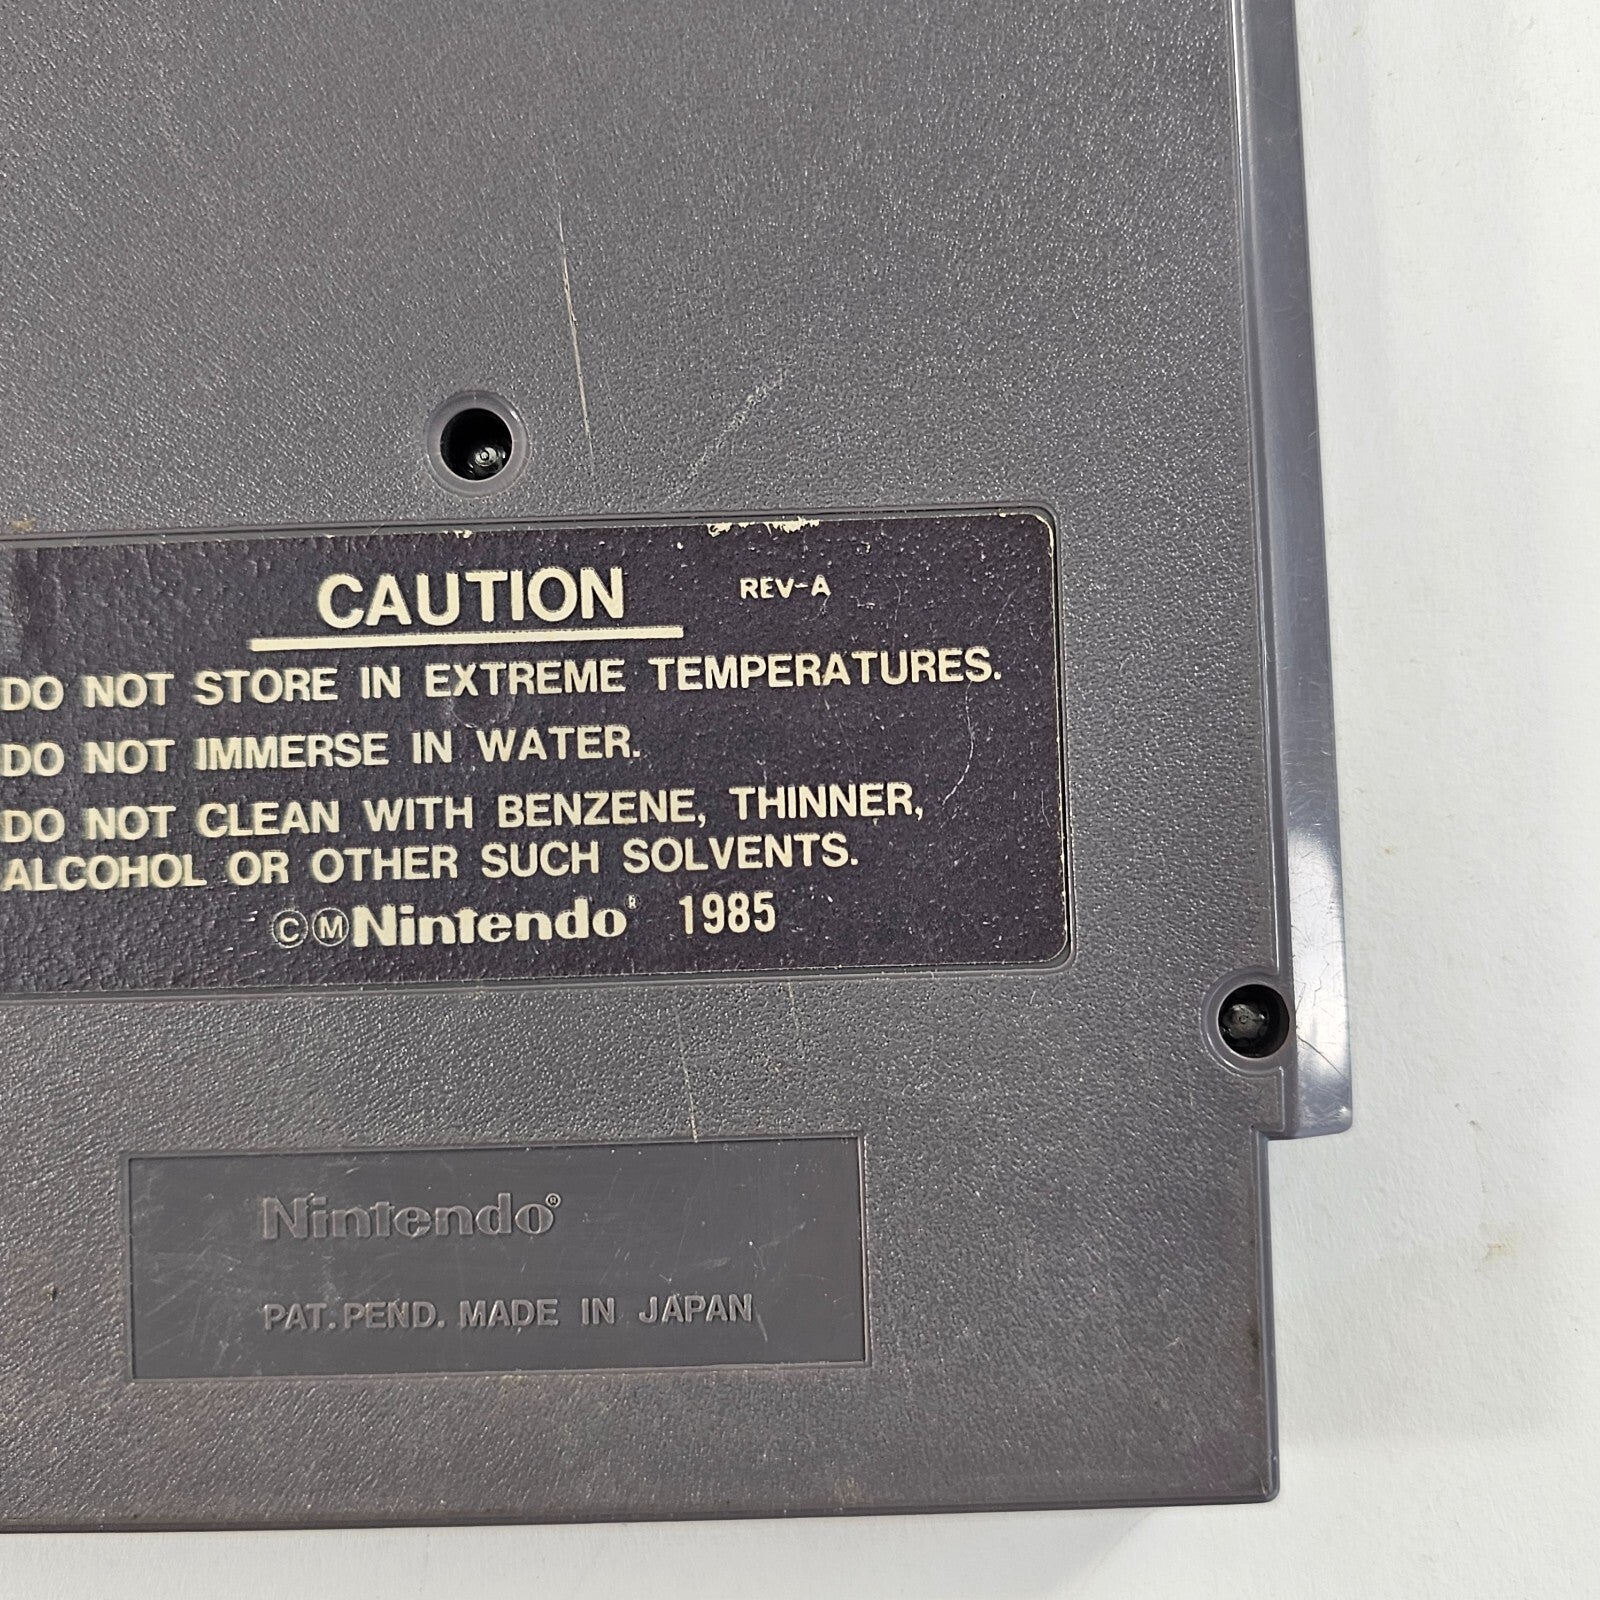 CAUTION REV-A
DO NOT STORE IN EXTREME TEMPERATURES.
DO NOT IMMERSE IN WATER.
DO NOT CLEAN WITH BENZENE, THINNER,
ALCOHOL OR OTHER SUCH SOLVENTS.
©ⓂNintendo® 1985
Nintendo®
PAT. PEND. MADE IN JAPAN